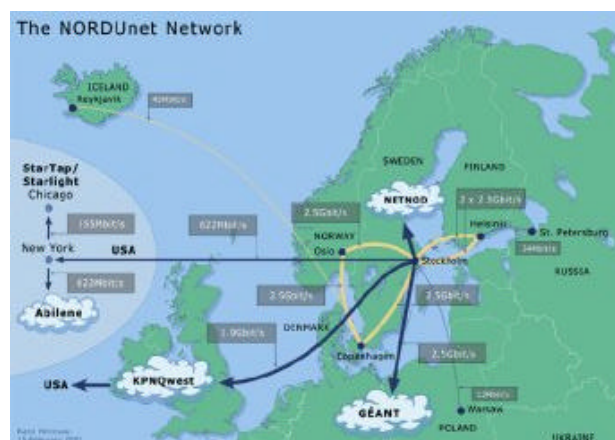 The NORDUnet Network
ICELAND
Reykjavik
StarTap/
Starlight
Chicago
155Mbit/s
New York
USA
622Mbit/s
Abilene
622Mbit/s
SWEDEN
FINLAND
NETNOD
2.5Gbit/s
2 x 2.5Gbit/s
NORWAY
Oslo
Helsinki
St. Petersburg
Stockholm
RUSSIA
2.5Gbit/s
2.5Gbit/s
DENMARK
Copenhagen
2.5Gbit/s
KPNQwest
USA
GÉANT
Warsaw
POLAND
UKRAINE